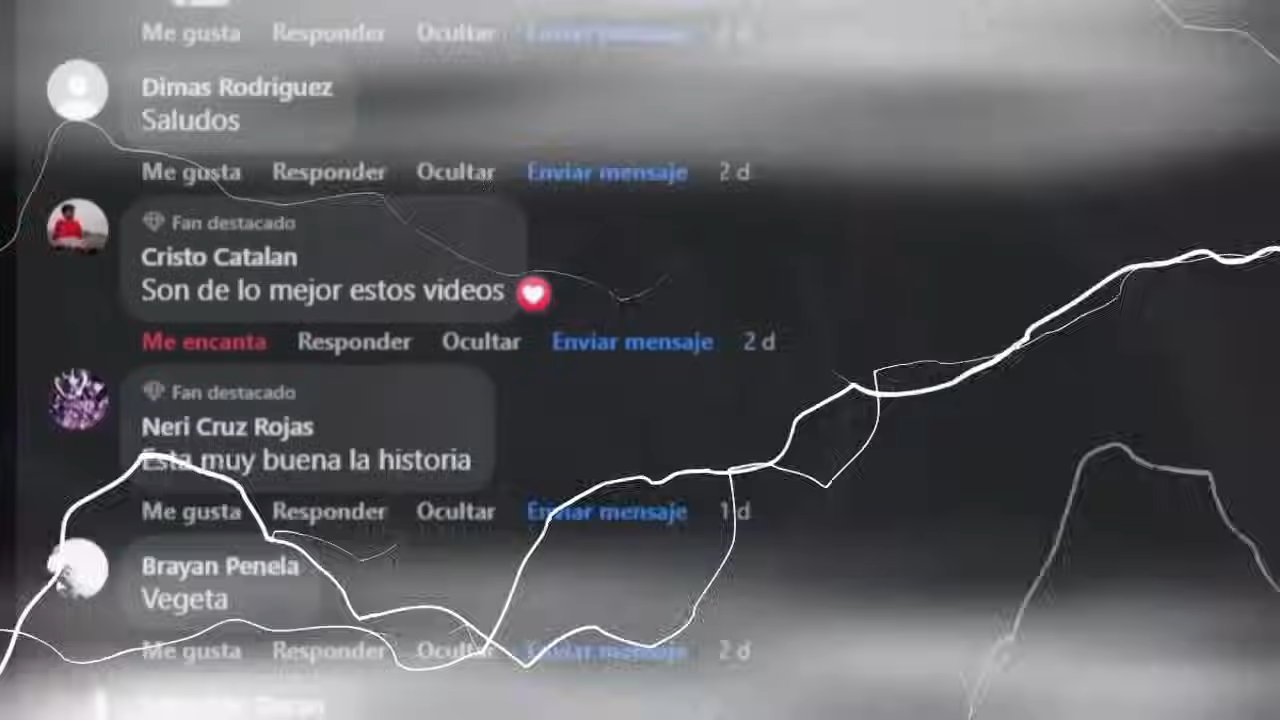 Me gusta Responder Ocultar Enviar mensaje 2 d
Dimas Rodriguez
Saludos
Me gusta Responder Ocultar Enviar mensaje 2 d
Fan destacado
Cristo Catalan
Son de lo mejor estos videos
Me encanta Responder Ocultar Enviar mensaje 2 d
Fan destacado
Neri Cruz Rojas
Esta muy buena la historia
Me gusta Responder Ocultar Enviar mensaje 1 d
Brayan Penela
Vegeta
Me gusta Responder Ocultar Enviar mensaje 2 d